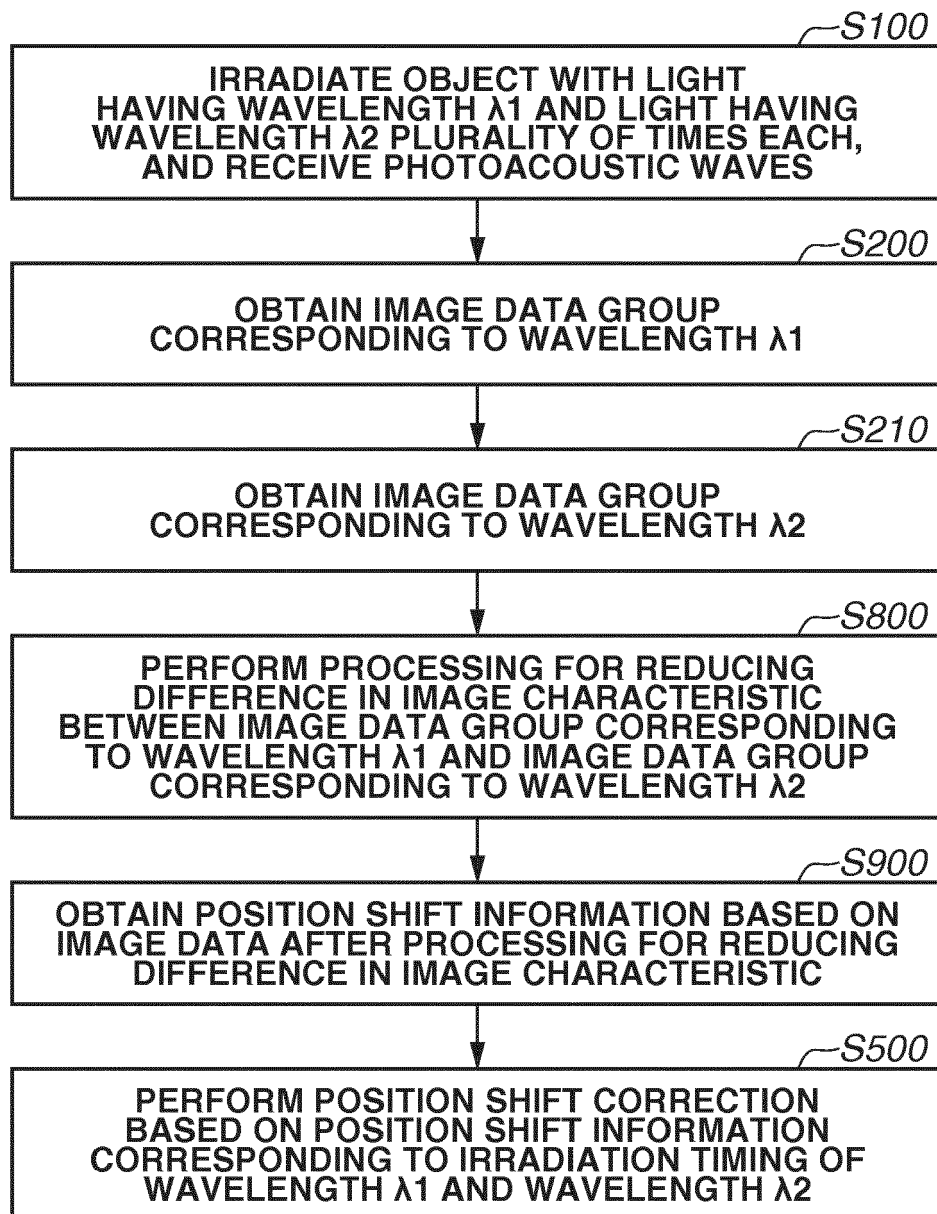 S100
IRRADIATE OBJECT WITH LIGHT
HAVING WAVELENGTH λ1 AND LIGHT HAVING
WAVELENGTH λ2 PLURALITY OF TIMES EACH,
AND RECEIVE PHOTOACOUSTIC WAVES
S200
OBTAIN IMAGE DATA GROUP
CORRESPONDING TO WAVELENGTH λ1
S210
OBTAIN IMAGE DATA GROUP
CORRESPONDING TO WAVELENGTH λ2
S800
PERFORM PROCESSING FOR REDUCING
DIFFERENCE IN IMAGE CHARACTERISTIC
BETWEEN IMAGE DATA GROUP CORRESPONDING
TO WAVELENGTH λ1 AND IMAGE DATA GROUP
CORRESPONDING TO WAVELENGTH λ2
S900
OBTAIN POSITION SHIFT INFORMATION BASED ON
IMAGE DATA AFTER PROCESSING FOR REDUCING
DIFFERENCE IN IMAGE CHARACTERISTIC
S500
PERFORM POSITION SHIFT CORRECTION
BASED ON POSITION SHIFT INFORMATION
CORRESPONDING TO IRRADIATION TIMING OF
WAVELENGTH λ1 AND WAVELENGTH λ2